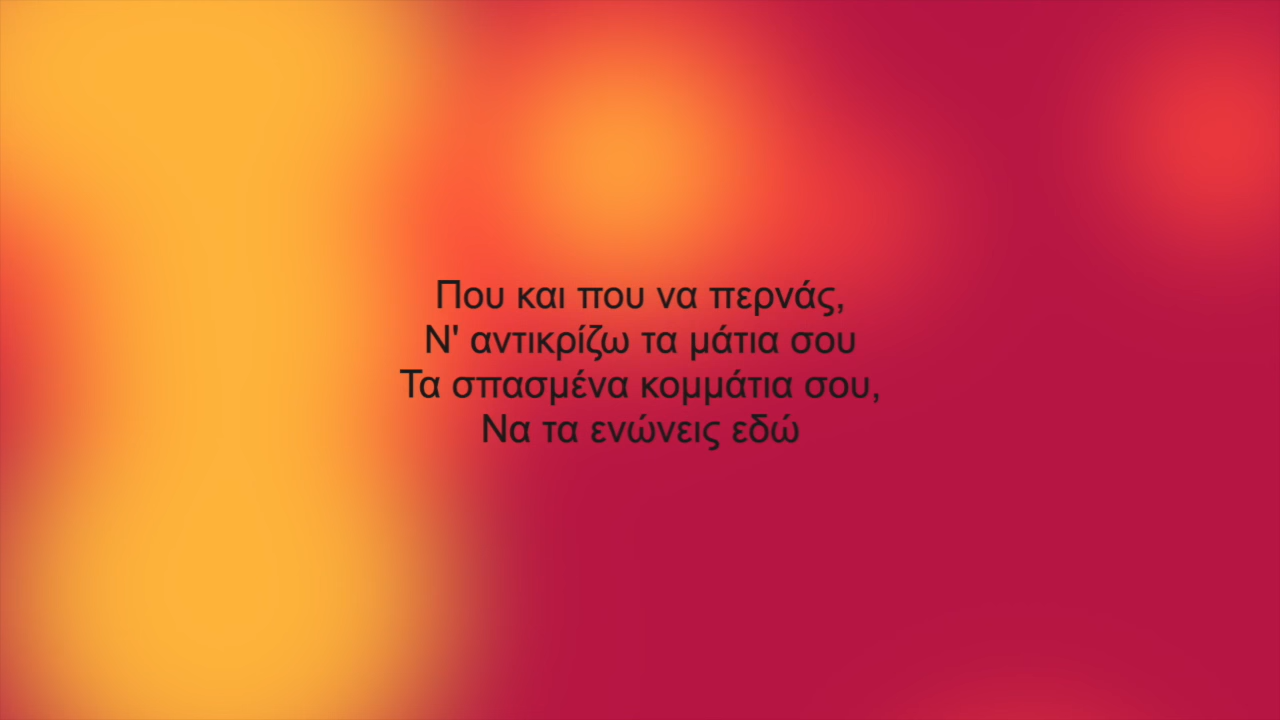 Που και που να περνάς,
Ν' αντικρίζω τα μάτια σου
Τα σπασμένα κομμάτια σου,
Να τα ενώνεις εδώ